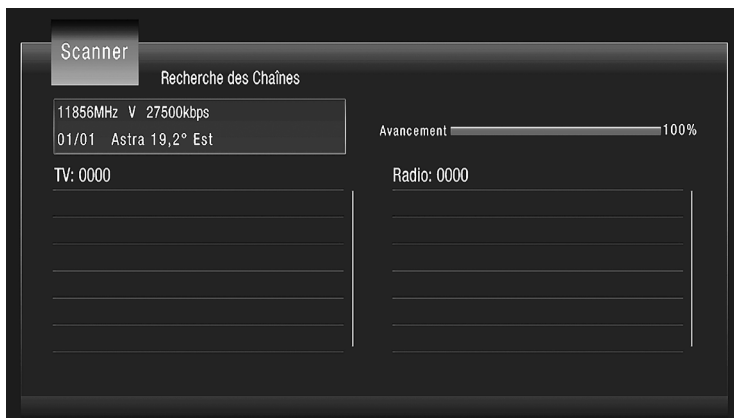 Scanner
Recherche des Chaînes
11856MHz V 27500kbps
01/01 Astra 19,2° Est
Avancement 100%
TV: 0000
Radio: 0000